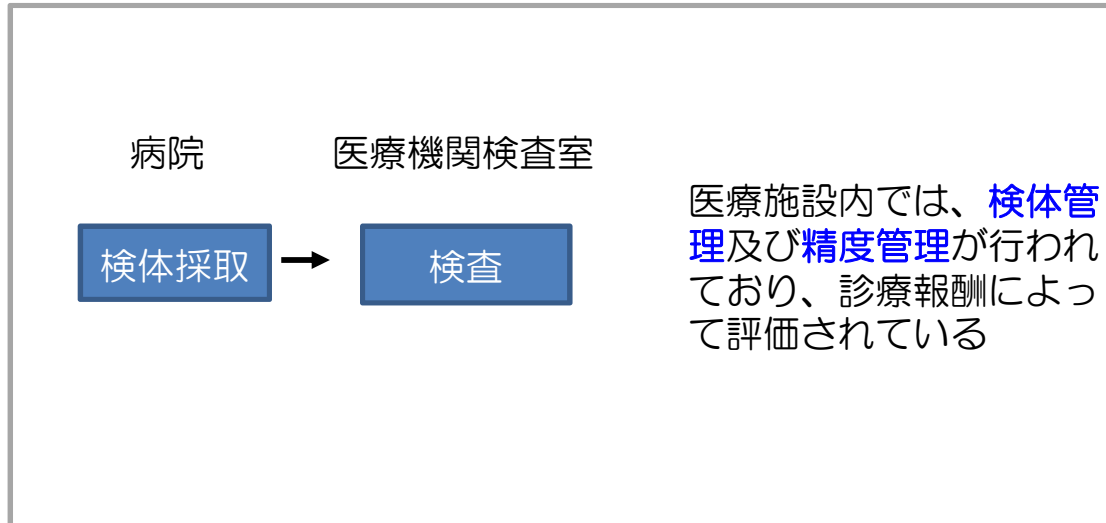 病院
医療機関検査室
検体採取
検査
医療施設内では、検体管
理及び精度管理が行われ
ており、診療報酬によっ
て評価されている